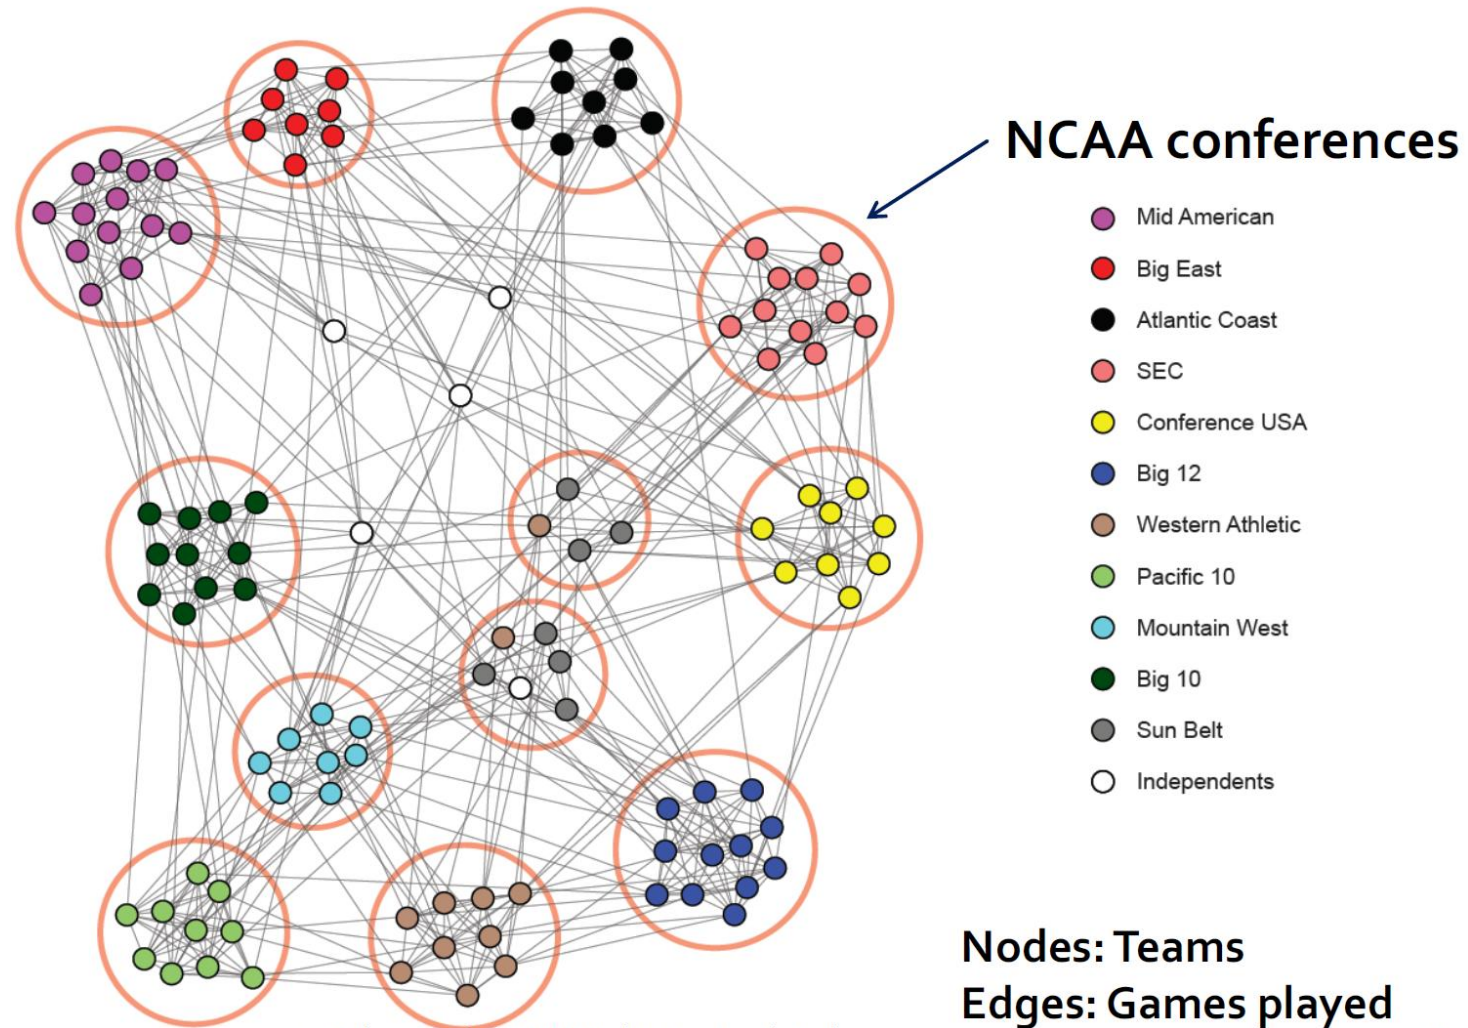 NCAA conferences
Mid American
Big East
Atlantic Coast
SEC
Conference USA
Big 12
Western Athletic
Pacific 10
Mountain West
Big 10
Sun Belt
Independents
Nodes: Teams
Edges: Games played